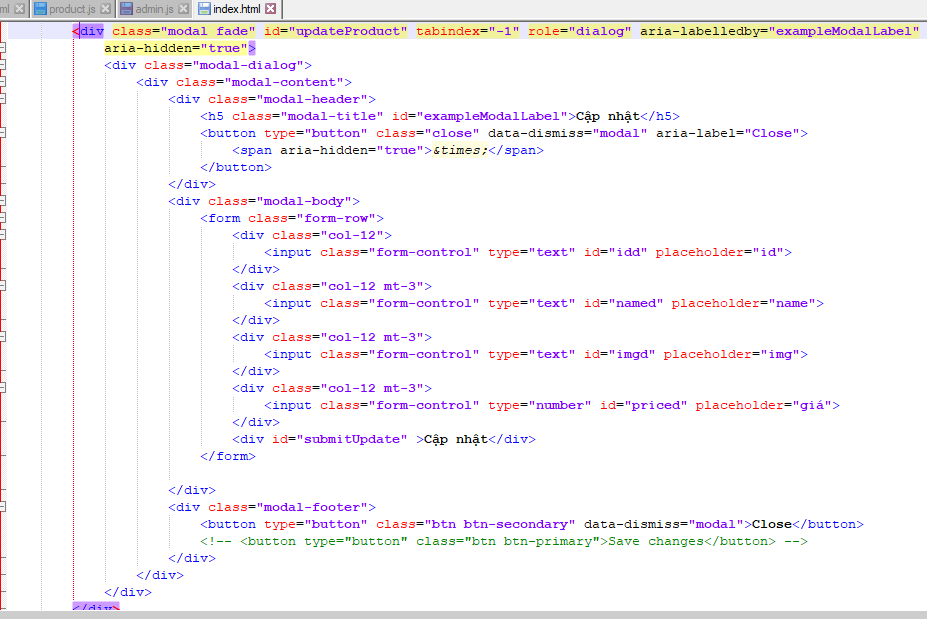 ml product.js admin.js index.html
<div class="modal fade" id="updateProduct" tabindex="-1" role="dialog" aria-labelledby="exampleModalLabel"
aria-hidden="true">
<div class="modal-dialog">
<div class="modal-content">
<div class="modal-header">
<h5 class="modal-title" id="exampleModalLabel">Cập nhật</h5>
<button type="button" class="close" data-dismiss="modal" aria-label="Close">
<span aria-hidden="true">&times;</span>
</button>
</div>
<div class="modal-body">
<form class="form-row">
<div class="col-12">
<input class="form-control" type="text" id="idd" placeholder="id">
</div>
<div class="col-12 mt-3">
<input class="form-control" type="text" id="named" placeholder="name">
</div>
<div class="col-12 mt-3">
<input class="form-control" type="text" id="imgd" placeholder="img">
</div>
<div class="col-12 mt-3">
<input class="form-control" type="number" id="priced" placeholder="giá">
</div>
<div id="submitUpdate" >Cập nhật</div>
</form>
</div>
<div class="modal-footer">
<button type="button" class="btn btn-secondary" data-dismiss="modal">Close</button>
<!-- <button type="button" class="btn btn-primary">Save changes</button> -->
</div>
</div>
</div>
</div>